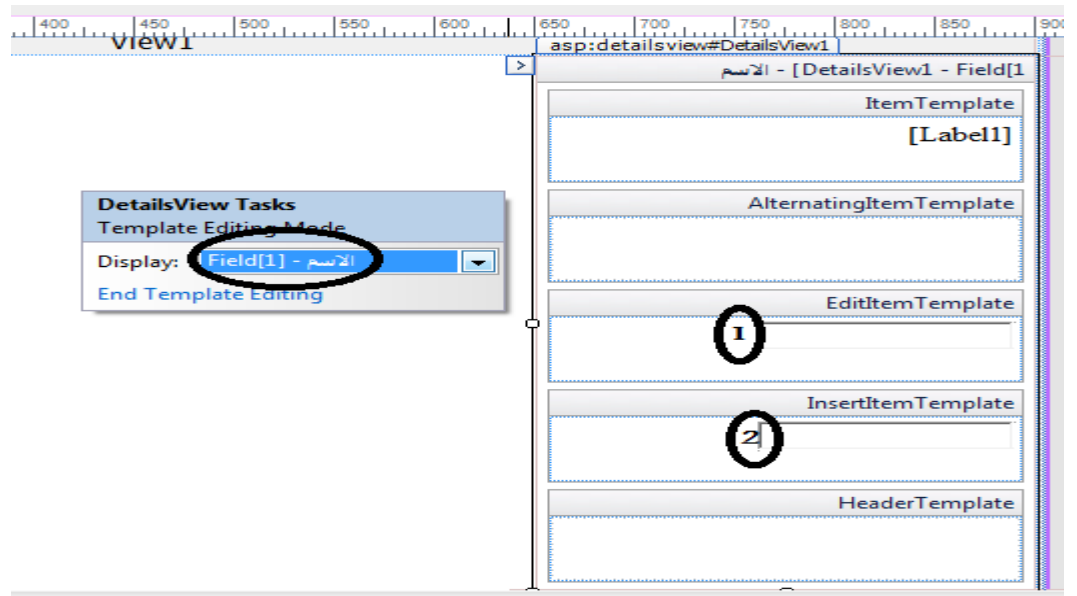 400 450 500 550 600 650 700 750 800 850 900
View1
asp:detailsview#DetailsView1
>
DetailsView1 - Field[1] - الاسم
ItemTemplate
[Label1]
AlternatingItemTemplate
DetailsView Tasks
Template Editing Mode
Display: Field[1] - الاسم
End Template Editing
EditItemTemplate
1
InsertItemTemplate
2
HeaderTemplate